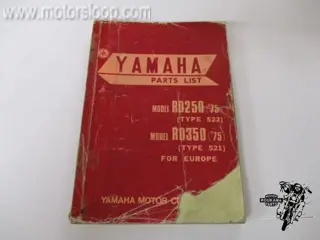 www.motorsloop.com
YAMAHA
PARTS LIST
MODEL RD250 ('75)
(TYPE 522)
MODEL RD350 ('75)
(TYPE 521)
FOR EUROPE
YAMAHA MOTOR